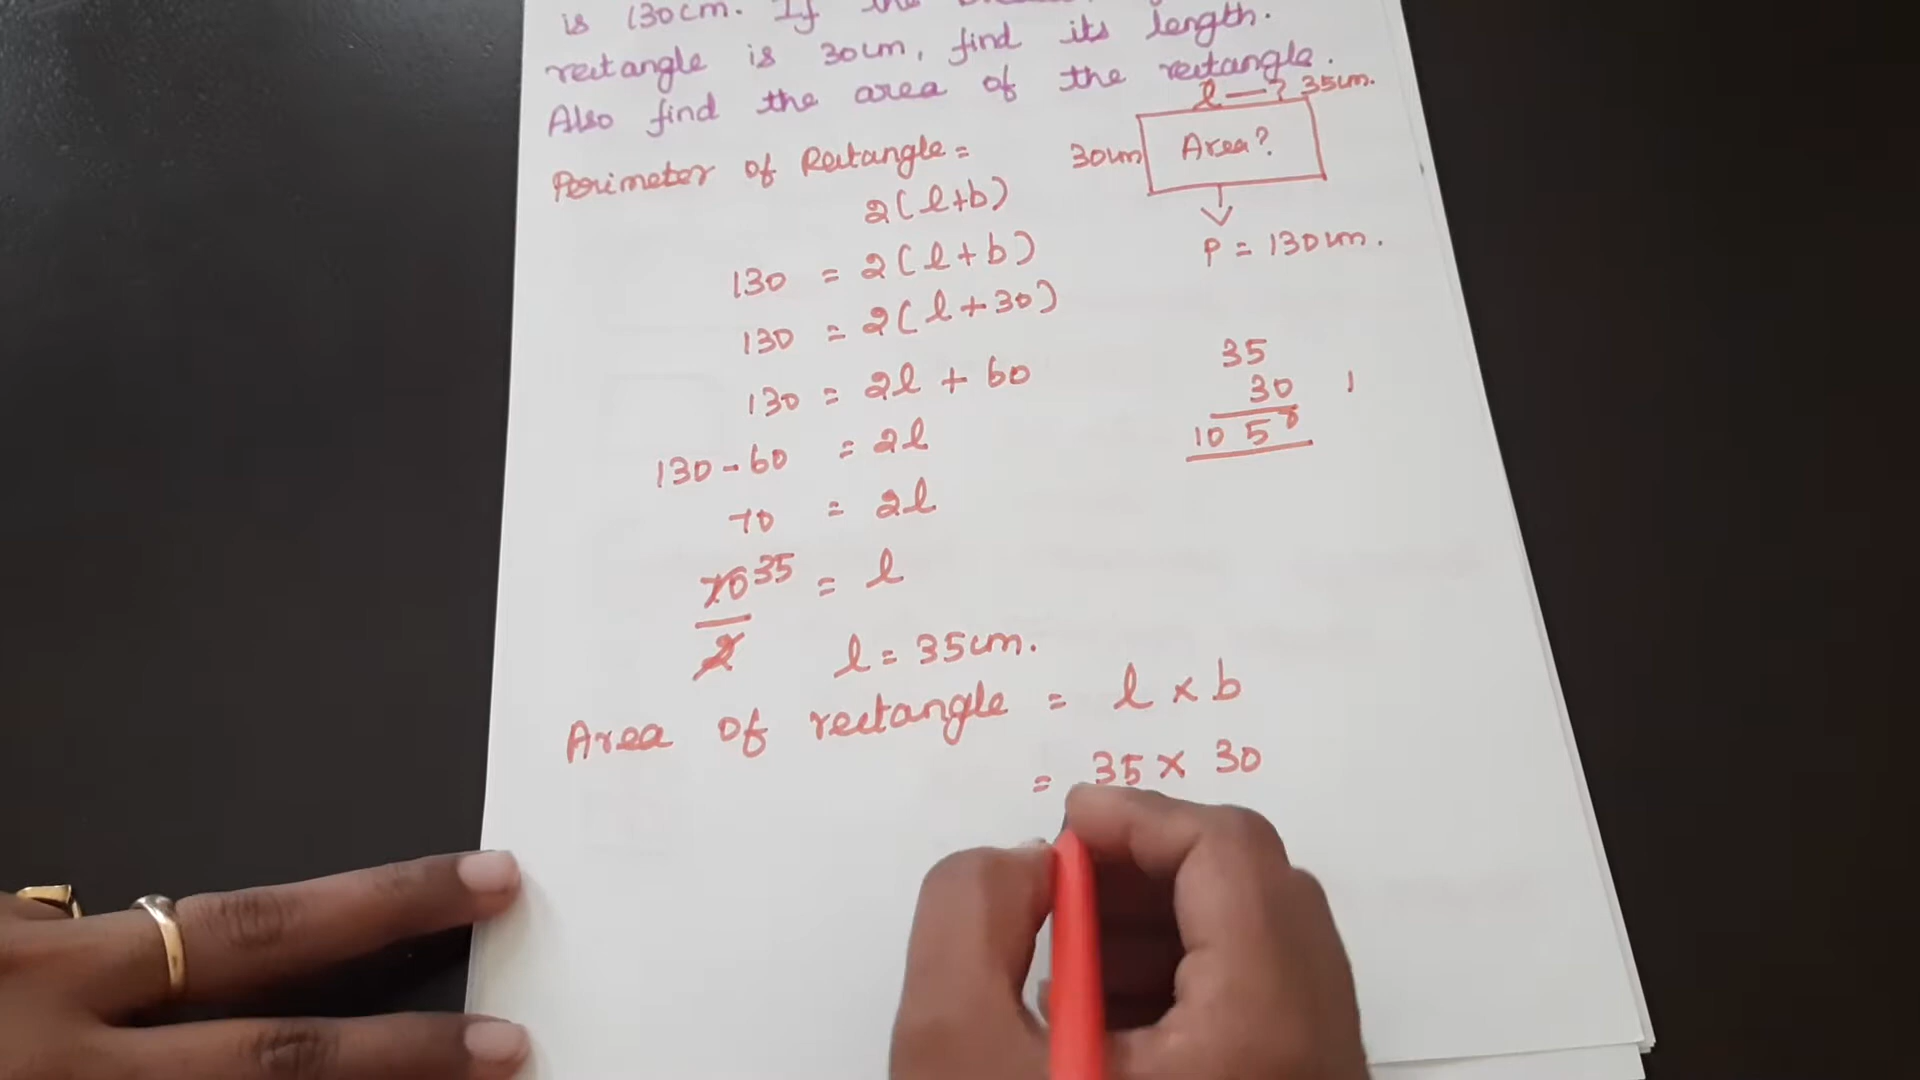 is 130cm. If the
rectangle is 30cm, find its length.
Also find the area of the rectangle.
l — ? 35cm.
30cm
Area?
P = 130cm.
Perimeter of Rectangle =
2(l+b)
130 = 2(l+b)
130 = 2(l+30)
130 = 2l + 60
130-60 = 2l
70 = 2l
70 35 = l
2
l = 35cm.
35
30
1050
Area of rectangle = l × b
= 35 × 30